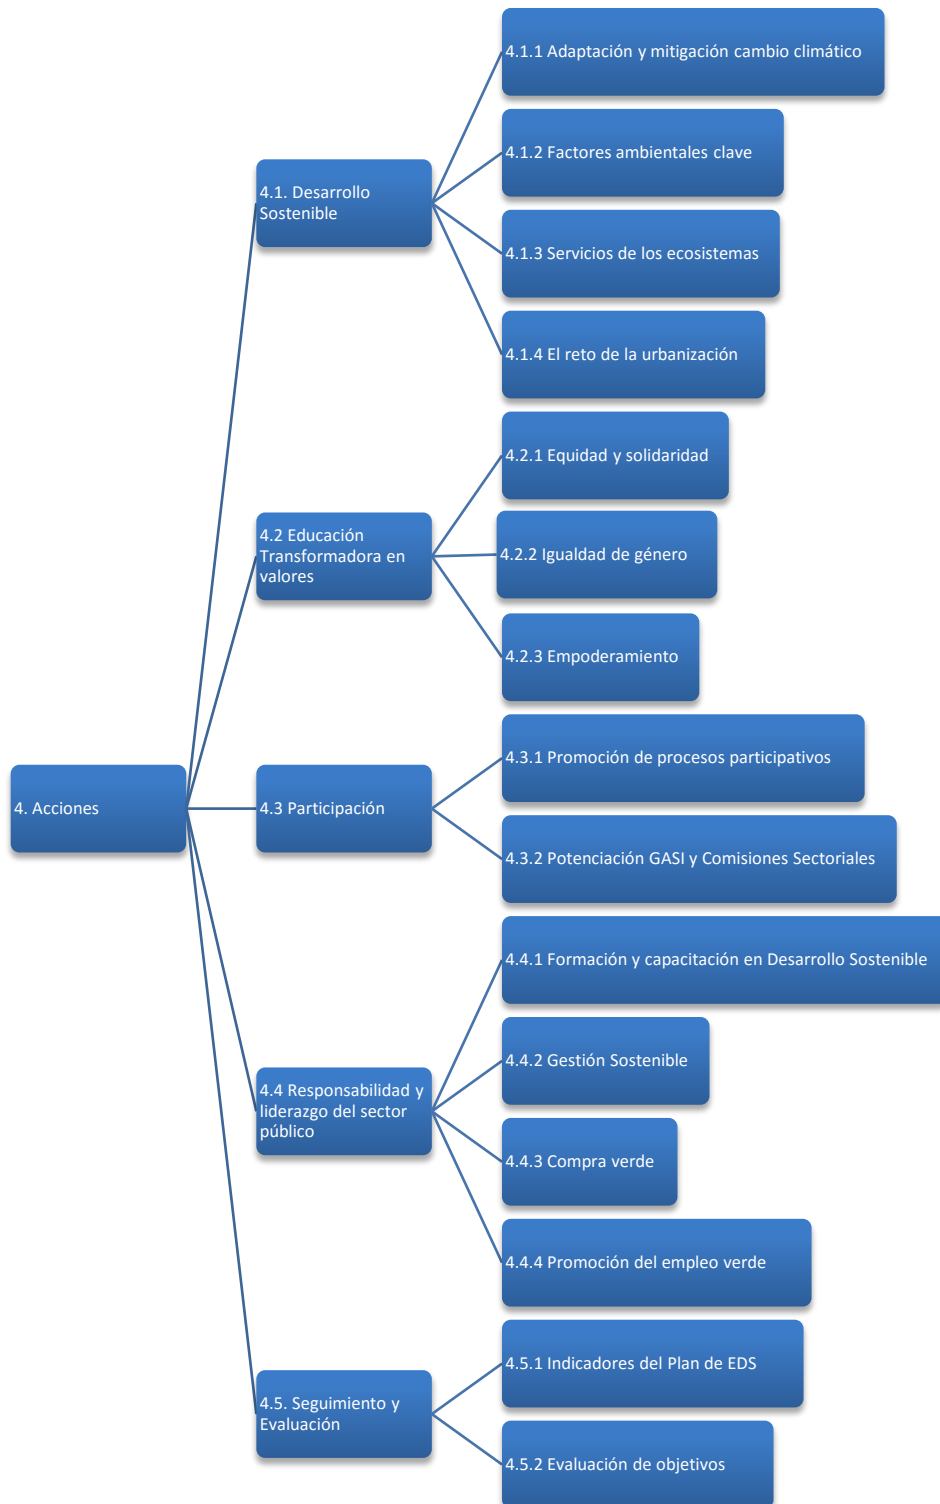 4. Acciones
4.1. Desarrollo
Sostenible
4.1.1 Adaptación y mitigación cambio climático
4.1.2 Factores ambientales clave
4.1.3 Servicios de los ecosistemas
4.1.4 El reto de la urbanización
4.2 Educación
Transformadora en
valores
4.2.1 Equidad y solidaridad
4.2.2 Igualdad de género
4.2.3 Empoderamiento
4.3 Participación
4.3.1 Promoción de procesos participativos
4.3.2 Potenciación GASI y Comisiones Sectoriales
4.4 Responsabilidad y
liderazgo del sector
público
4.4.1 Formación y capacitación en Desarrollo Sostenible
4.4.2 Gestión Sostenible
4.4.3 Compra verde
4.4.4 Promoción del empleo verde
4.5. Seguimiento y
Evaluación
4.5.1 Indicadores del Plan de EDS
4.5.2 Evaluación de objetivos